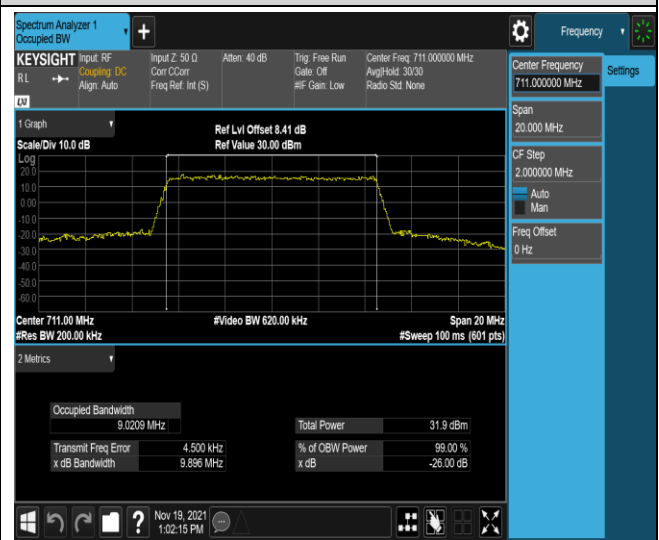 Spectrum Analyzer 1
Occupied BW
Frequency
KEYSIGHT
RL
LXI
Input: RF
Coupling: DC
Align: Auto
Input Z: 50 Ω
Corr CCorr
Freq Ref: Int (S)
Atten: 40 dB
Trig: Free Run
Gate: Off
#IF Gain: Low
Center Freq: 711.000000 MHz
Avg|Hold: 30/30
Radio Std: None
Center Frequency
711.000000 MHz
Settings
Span
20.000 MHz
CF Step
2.000000 MHz
Auto
Man
Freq Offset
0 Hz
1 Graph
Scale/Div 10.0 dB
Ref Lvl Offset 8.41 dB
Ref Value 30.00 dBm
Log
20.0
10.0
0.00
-10.0
-20.0
-30.0
-40.0
-50.0
-60.0
Center 711.00 MHz
#Video BW 620.00 kHz
Span 20 MHz
#Res BW 200.00 kHz
#Sweep 100 ms (601 pts)
2 Metrics
Occupied Bandwidth
9.0209 MHz
Total Power 31.9 dBm
Transmit Freq Error 4.500 kHz
% of OBW Power 99.00 %
x dB Bandwidth 9.896 MHz
x dB -26.00 dB
?
Nov 19, 2021
1:02:15 PM